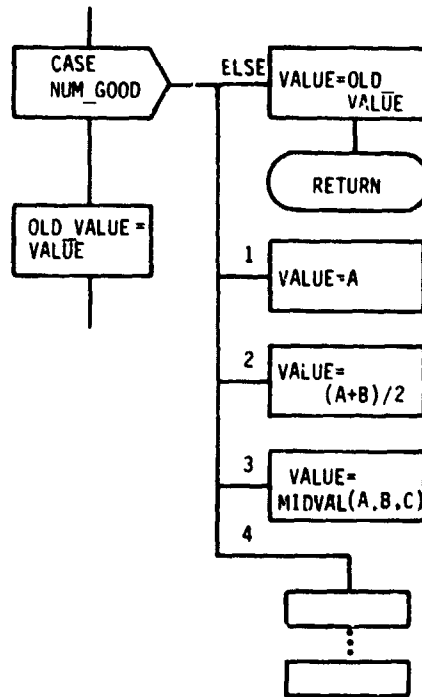 CASE
NUM_GOOD
ELSE
VALUE=OLD_
VALUE
RETURN
OLD_VALUE=
VALUE
1
VALUE=A
2
VALUE=
(A+B)/2
3
VALUE=
MIDVAL(A,B,C)
4